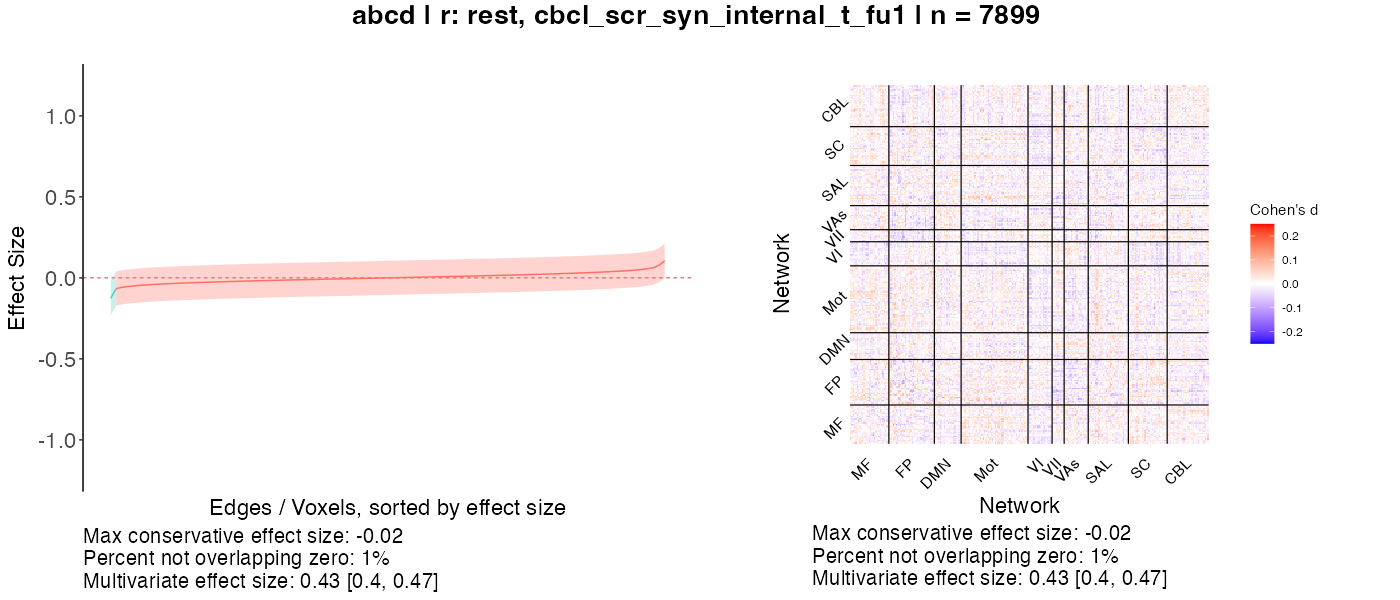 abcd | r: rest, cbcl_scr_syn_internal_t_fu1 | n = 7899
Effect Size
1.0
0.5
0.0
-0.5
-1.0
Edges / Voxels, sorted by effect size
Max conservative effect size: -0.02
Percent not overlapping zero: 1%
Multivariate effect size: 0.43 [0.4, 0.47]
Network
CBL
SC
SAL
VAs
VII
VI
Mot
DMN
FP
MF
MF
FP
DMN
Mot
VI
VII
VAs
SAL
SC
CBL
Network
Max conservative effect size: -0.02
Percent not overlapping zero: 1%
Multivariate effect size: 0.43 [0.4, 0.47]
Cohen's d
0.2
0.1
0.0
-0.1
-0.2